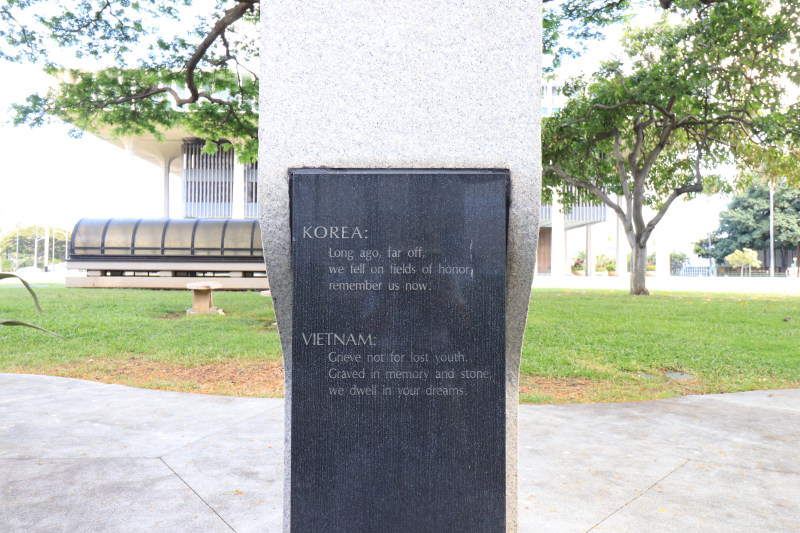 KOREA:
Long ago, far off,
we fell on fields of honor,
remember us now.
VIETNAM:
Grieve not for lost youth.
Graved in memory and stone,
we dwell in your dreams.